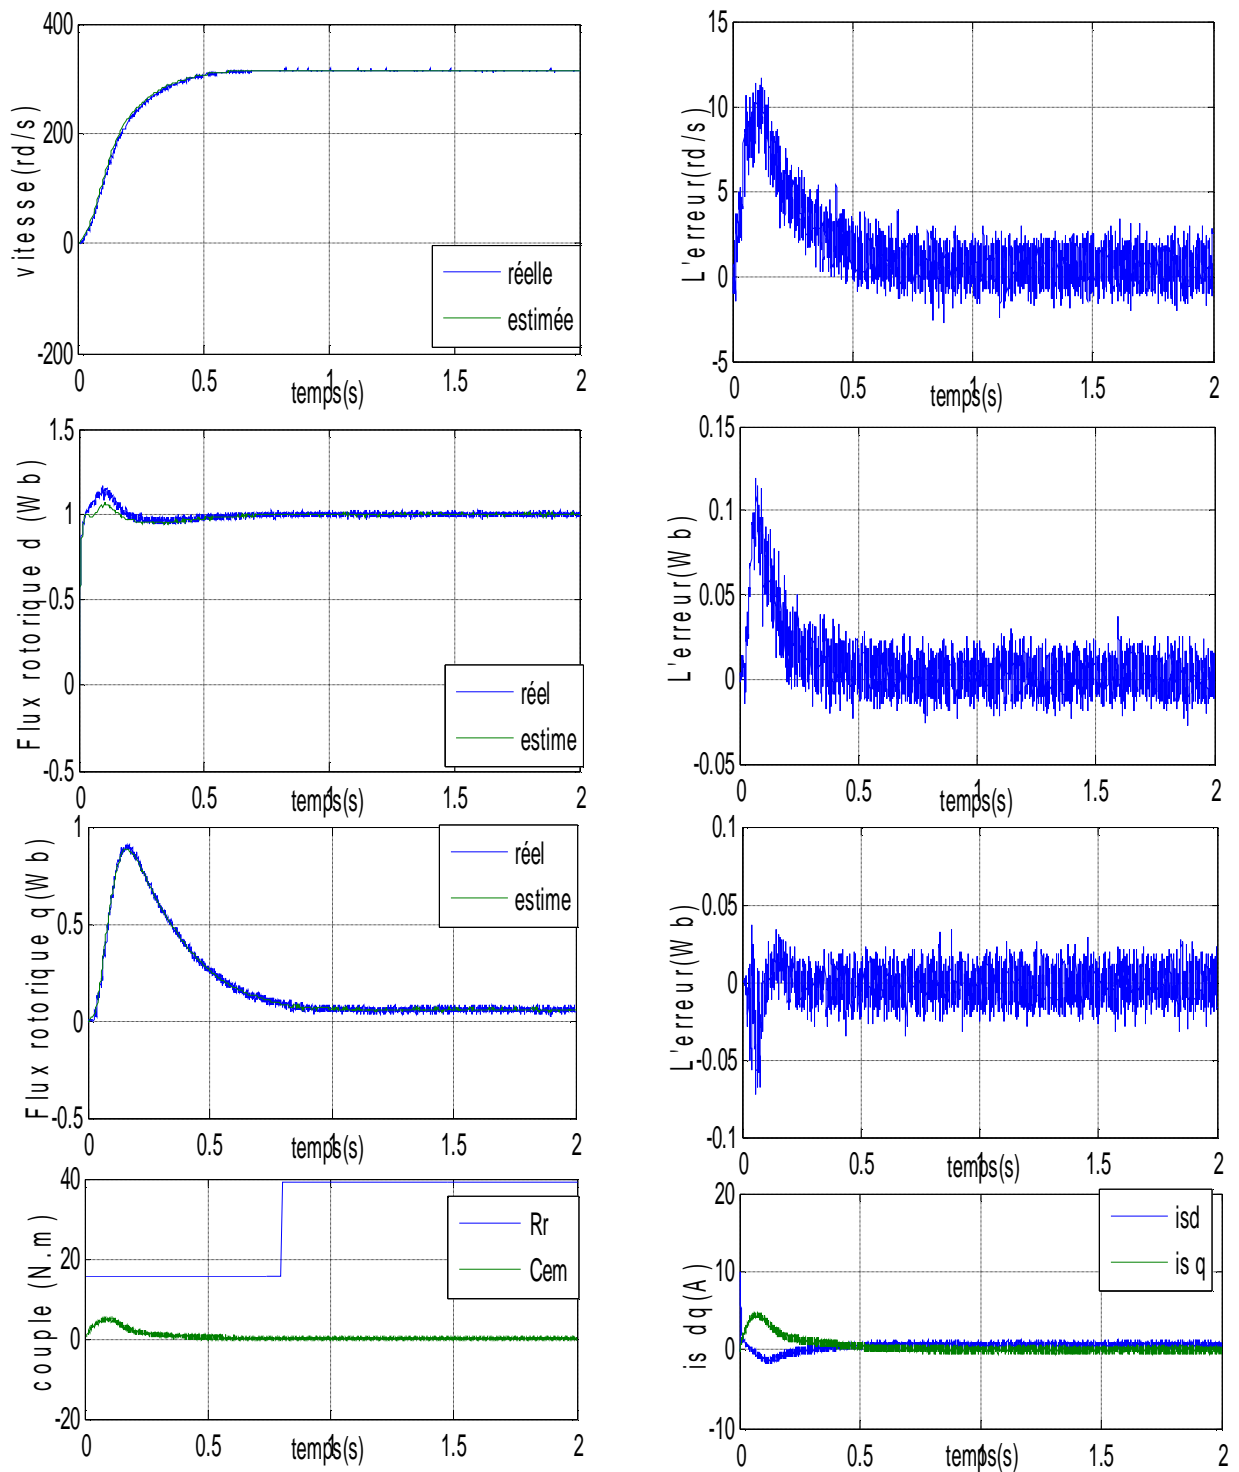 400
200
0
-200
vitesse(rd/s)
0
0.5
1
1.5
2
temps(s)
réelle
estimée
15
10
5
0
-5
L'erreur(rd/s)
0
0.5
1
1.5
2
temps(s)
1.5
1
0.5
0
-0.5
Flux rotorique d (Wb)
0
0.5
1
1.5
2
temps(s)
réel
estime
0.15
0.1
0.05
0
-0.05
L'erreur(Wb)
0
0.5
1
1.5
2
temps(s)
1
0.5
0
-0.5
Flux rotorique q(Wb)
0
0.5
1
1.5
2
temps(s)
réel
estime
0.1
0.05
0
-0.05
-0.1
L'erreur(Wb)
0
0.5
1
1.5
2
temps(s)
40
20
0
-20
couple (N.m)
0
0.5
1
1.5
2
temps(s)
Rr
Cem
20
10
0
-10
is dq(A)
0
0.5
1
1.5
2
temps(s)
isd
is q